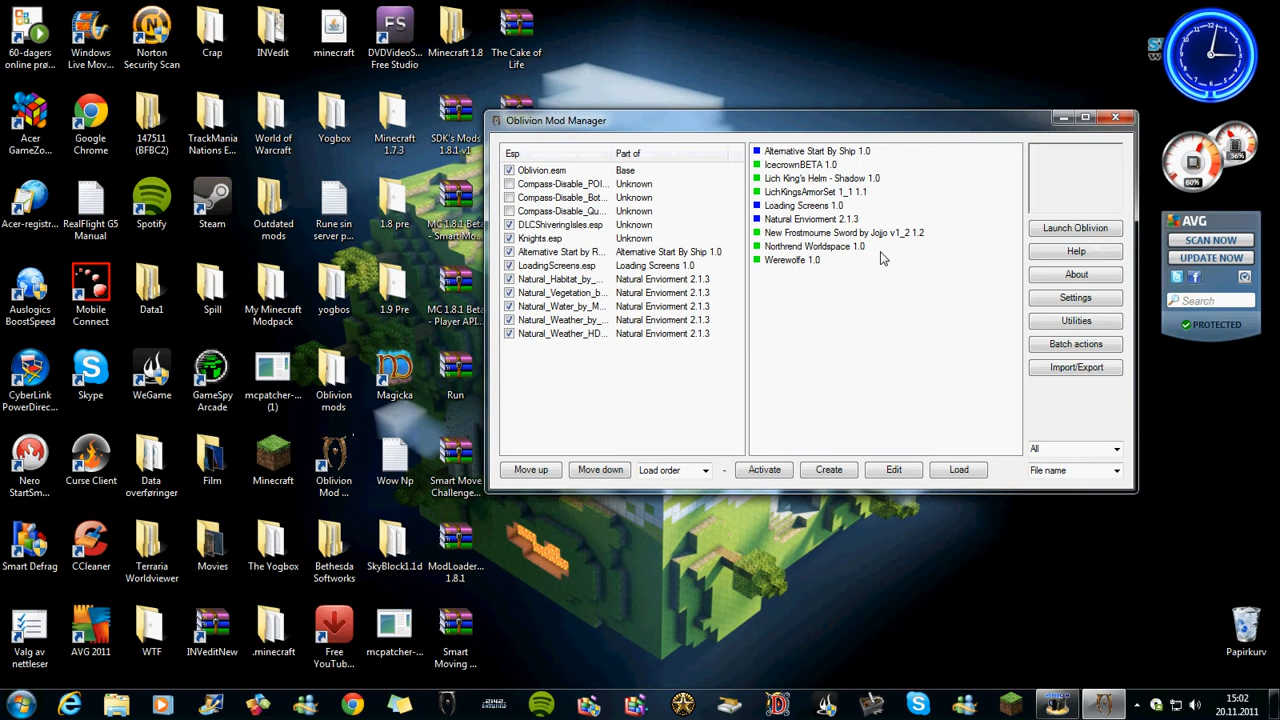 60-dagers
online prø...
Windows
Live Mov...
Norton
Security Scan
Crap
INVedit
minecraft
FS
DVDVideoS...
Free Studio
Minecraft 1.8
The Cake of
Life
Acer
GameZo...
Google
Chrome
147511
(BFBC2)
TrackMania
Nations E...
World of
Warcraft
Yogbox
Minecraft
1.7.3
SDK's Mods
1.8.1 v1
Acer-registr...
RealFlight G5
Manual
Spotify
Steam
Outdated
mods
Rune sin
server p...
1.8 pre
MC 1.8.1 Beta
- Smart Mo...
Auslogics
BoostSpeed
Mobile
Connect
Data1
Spill
My Minecraft
Modpack
yogbos
1.9 Pre
MC 1.8.1 Beta
- Player API...
CyberLink
PowerDirec...
Skype
WeGame
GameSpy
Arcade
mcpatcher-...
(1)
Oblivion
mods
Magicka
Run
Nero
StartSm...
Curse Client
Data
overføringer
Film
Minecraft
Oblivion
Mod ...
Wow Np
Smart Move
Challenge...
Smart Defrag
CCleaner
Terraria
Worldviewer
Movies
The Yogbox
Bethesda
Softworks
SkyBlock1.1d
ModLoader...
1.8.1
Valg av
nettleser
AVG 2011
WTF
INVeditNew
.minecraft
Free
YouTub...
mcpatcher-...
Smart
Moving ...
Oblivion Mod Manager
Esp Part of
Oblivion.esm Base
Compass-Disable_POI... Unknown
Compass-Disable_Bot... Unknown
Compass-Disable_Qu... Unknown
DLCShiveringIsles.esp Unknown
Knights.esp Unknown
Alternative Start By R... Alternative Start By Ship 1.0
LoadingScreens.esp Loading Screens 1.0
Natural_Habitat_by_... Natural Enviroment 2.1.3
Natural_Vegetation_b... Natural Enviroment 2.1.3
Natural_Water_by_M... Natural Enviroment 2.1.3
Natural_Weather_by_... Natural Enviroment 2.1.3
Natural_Weather_HD... Natural Enviroment 2.1.3
Alternative Start By Ship 1.0
IcecrownBETA 1.0
Lich King's Helm - Shadow 1.0
LichKingsAmorSet 1_1 1.1
Loading Screens 1.0
Natural Enviroment 2.1.3
New Frostmourne Sword by Jojjo v1_2 1.2
Northrend Worldspace 1.0
Werewolfe 1.0
Launch Oblivion
Help
About
Settings
Utilities
Batch actions
Import/Export
All
File name
Move up Move down Load order - Activate Create Edit Load
12
3
60%
36%
AVG
SCAN NOW
UPDATE NOW
Search
PROTECTED
Papirkurv
15:02
20.11.2011